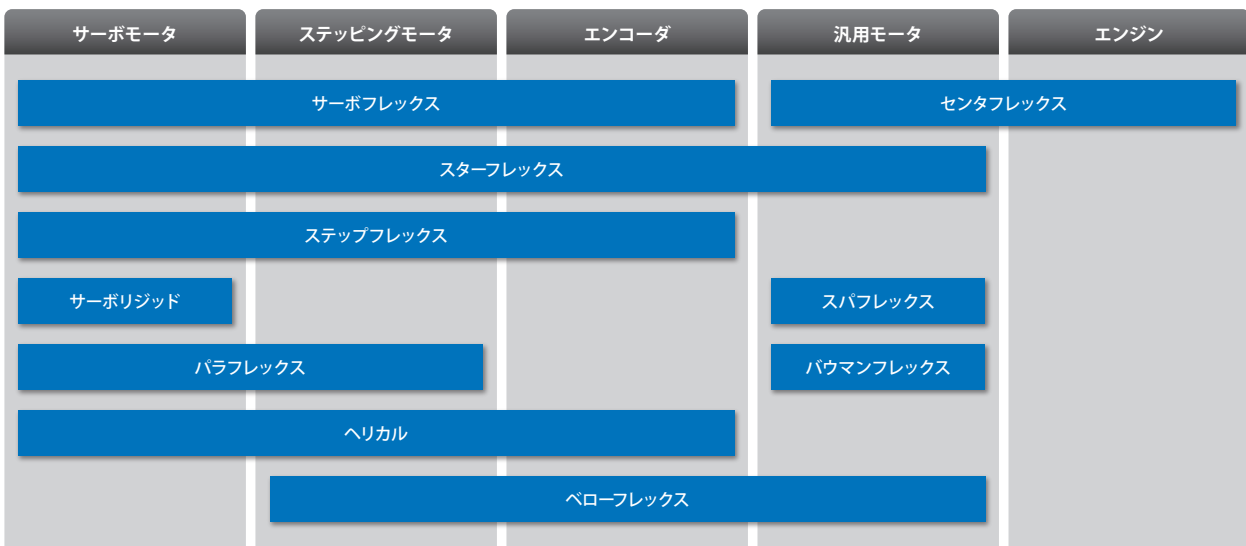 サーボモータ
ステッピングモータ
エンコーダ
汎用モータ
エンジン
サーボフレックス
センタフレックス
スターフレックス
ステップフレックス
サーボリジッド
スパフレックス
パラフレックス
バウマンフレックス
ヘリカル
ベローフレックス